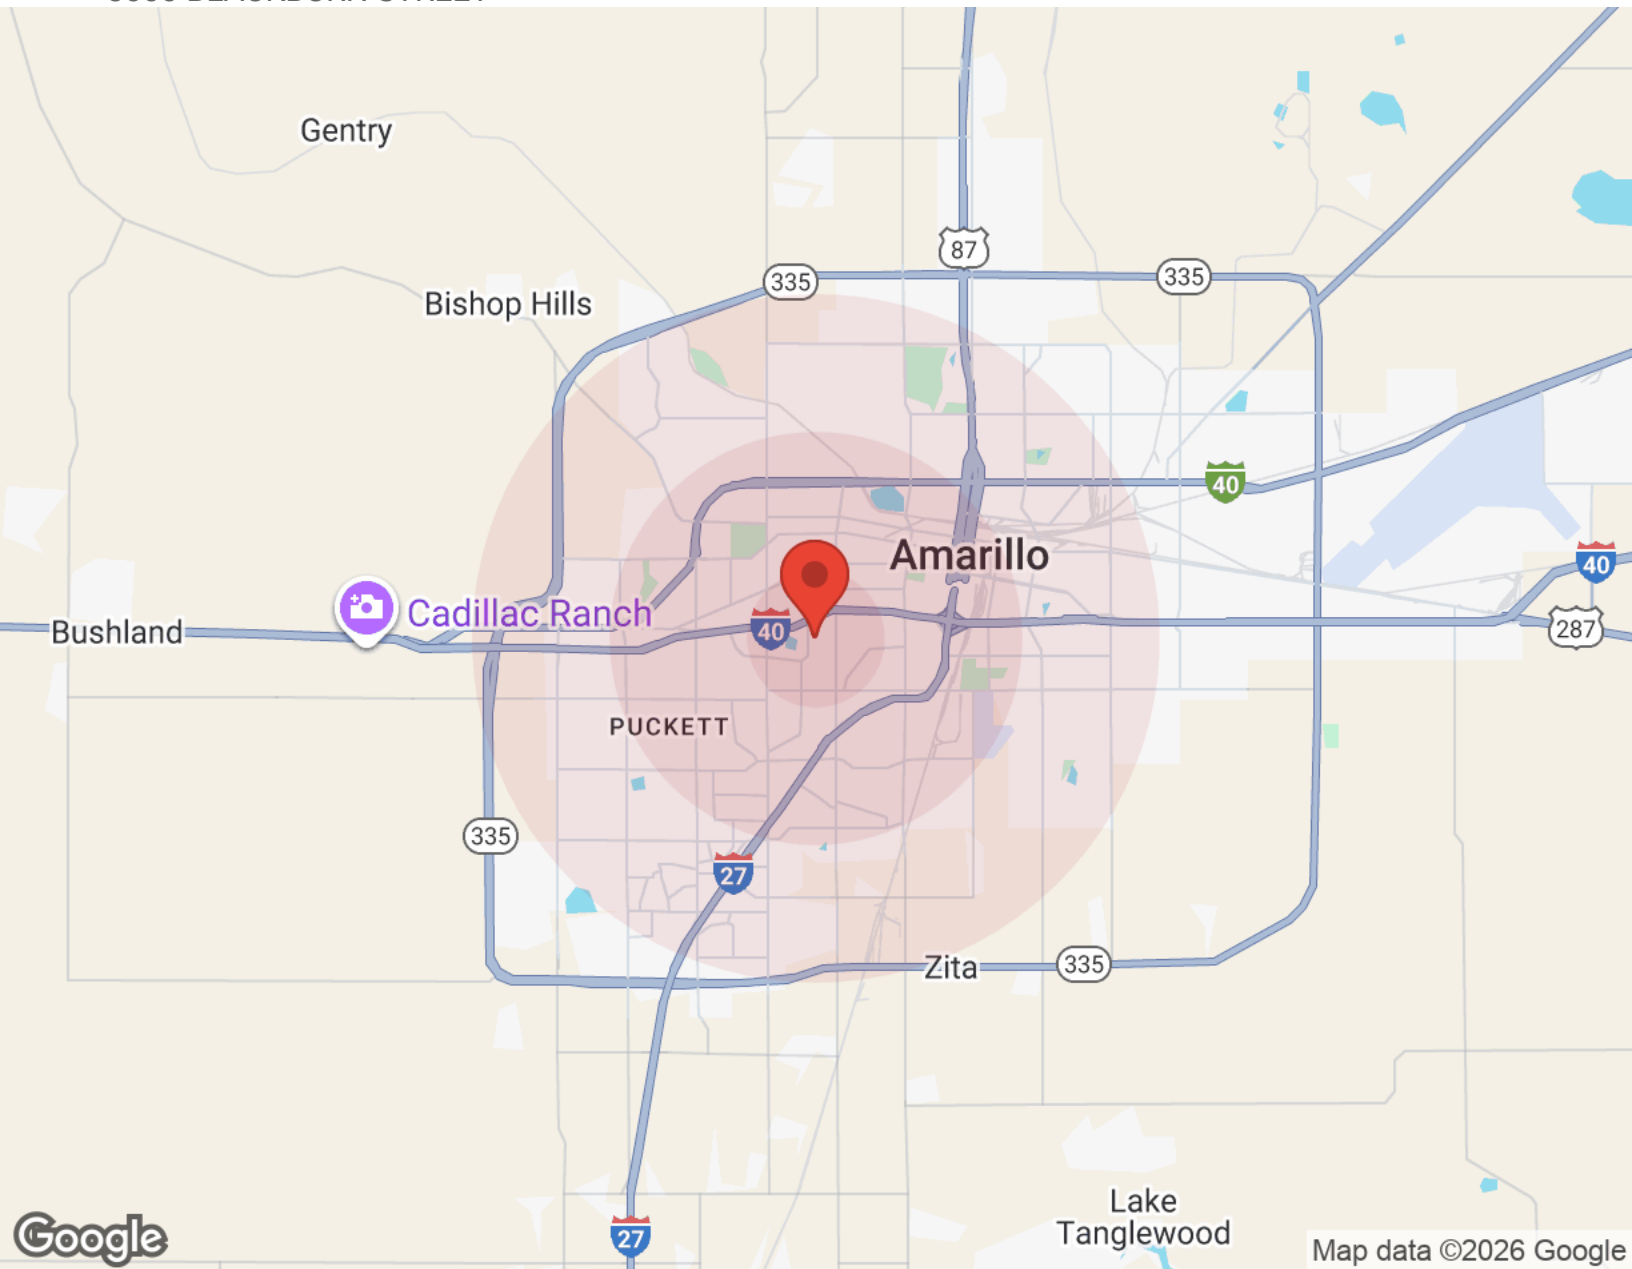 Gentry
87
335
335
Bishop Hills
40
Amarillo
40
Cadillac Ranch
Bushland
40
287
PUCKETT
335
27
Zita
335
Lake
Tanglewood
27
Google
Map data ©2026 Google